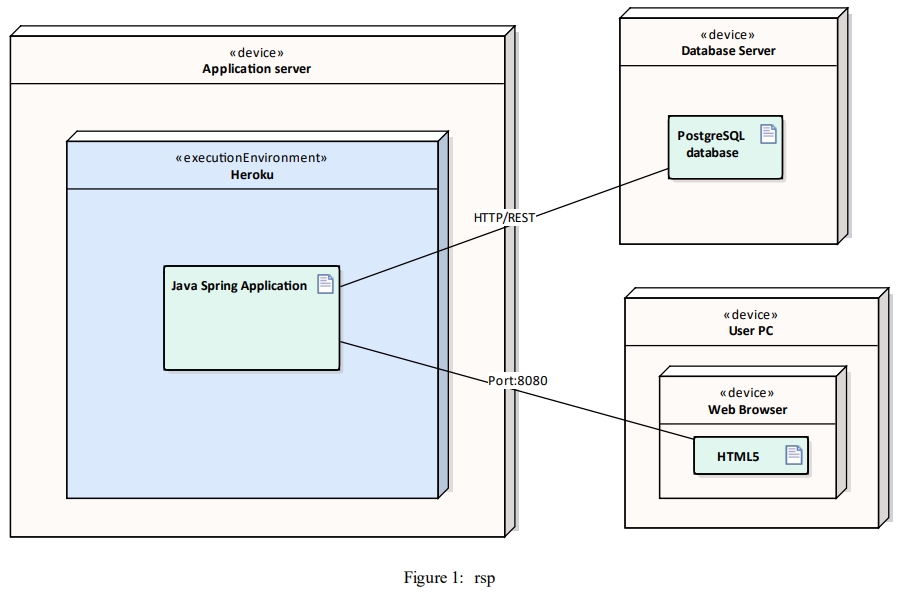 «device»
Application server
«executionEnvironment»
Heroku
Java Spring Application
HTTP/REST
Port:8080
«device»
Database Server
PostgreSQL
database
«device»
User PC
«device»
Web Browser
HTML5
Figure 1: rsp